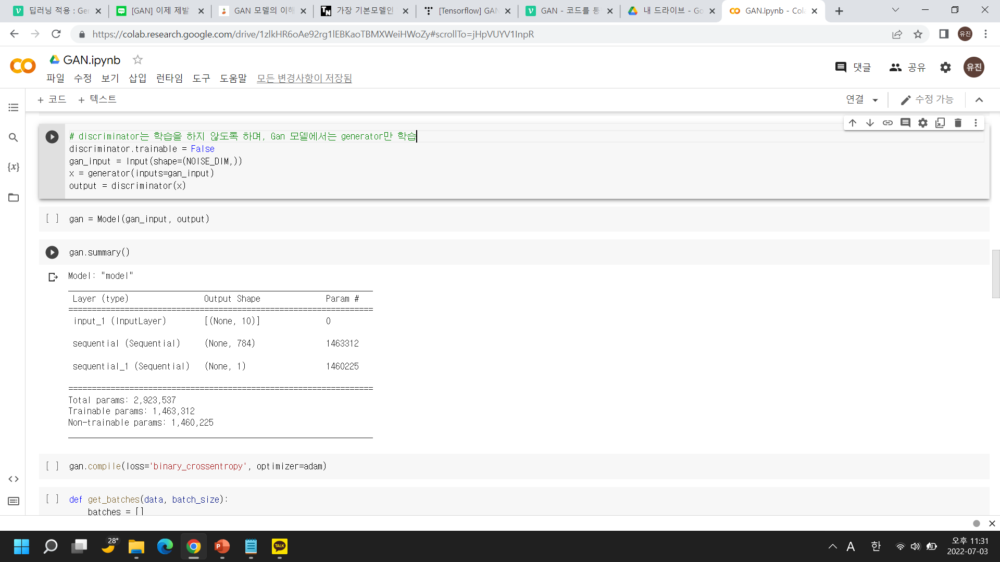 딥러닝 적용 : Ger
[GAN] 이제 제발
GAN 모델의 이해
가장 기본모델인
[Tensorflow] GAN
GAN - 코드를 통
내 드라이브 - Go
GAN.ipynb - Cola
https://colab.research.google.com/drive/1zlkHR6oAe92rg1lEBKaoTBMXWeiHWoZy#scrollTo=jHpVUYV1InpR
유진
GAN.ipynb
댓글 공유 유진
파일 수정 보기 삽입 런타임 도구 도움말 모든 변경사항이 저장됨
+ 코드 + 텍스트
연결 수정 가능
# discriminator는 학습을 하지 않도록 하며, Gan 모델에서는 generator만 학습
discriminator.trainable = False
gan_input = Input(shape=(NOISE_DIM,))
x = generator(inputs=gan_input)
output = discriminator(x)
{x}
[ ] gan = Model(gan_input, output)
gan.summary()
Model: "model"
Layer (type) Output Shape Param #
=================================================================
input_1 (InputLayer) [(None, 10)] 0
sequential (Sequential) (None, 784) 1463312
sequential_1 (Sequential) (None, 1) 1460225
=================================================================
Total params: 2,923,537
Trainable params: 1,463,312
Non-trainable params: 1,460,225
[ ] gan.compile(loss='binary_crossentropy', optimizer=adam)
[ ] def get_batches(data, batch_size):
batches = []
28°
TALK
A 한
오후 11:31
2022-07-03